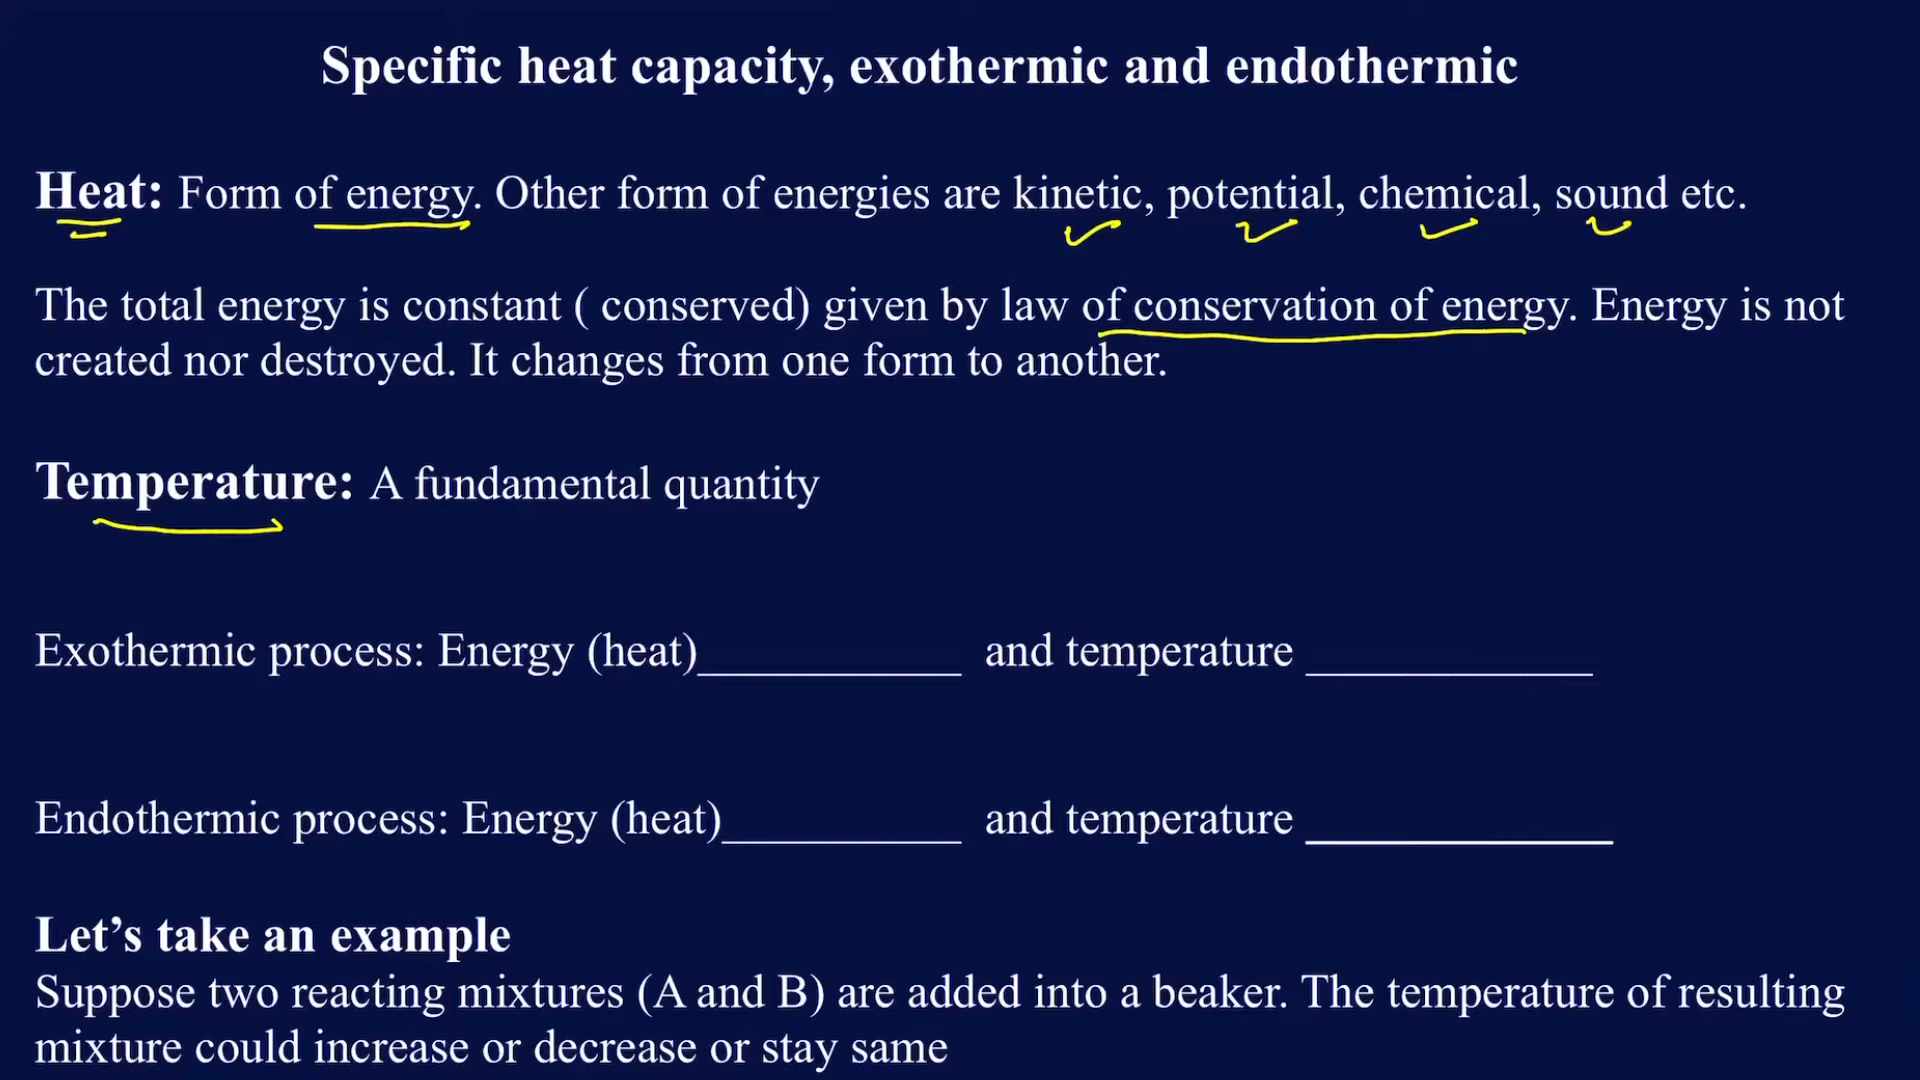 Specific heat capacity, exothermic and endothermic
Heat: Form of energy. Other form of energies are kinetic, potential, chemical, sound etc.
The total energy is constant ( conserved) given by law of conservation of energy. Energy is not
created nor destroyed. It changes from one form to another.
Temperature: A fundamental quantity
Exothermic process: Energy (heat)___________ and temperature ____________
Endothermic process: Energy (heat)__________ and temperature _____________
Let’s take an example
Suppose two reacting mixtures (A and B) are added into a beaker. The temperature of resulting
mixture could increase or decrease or stay same